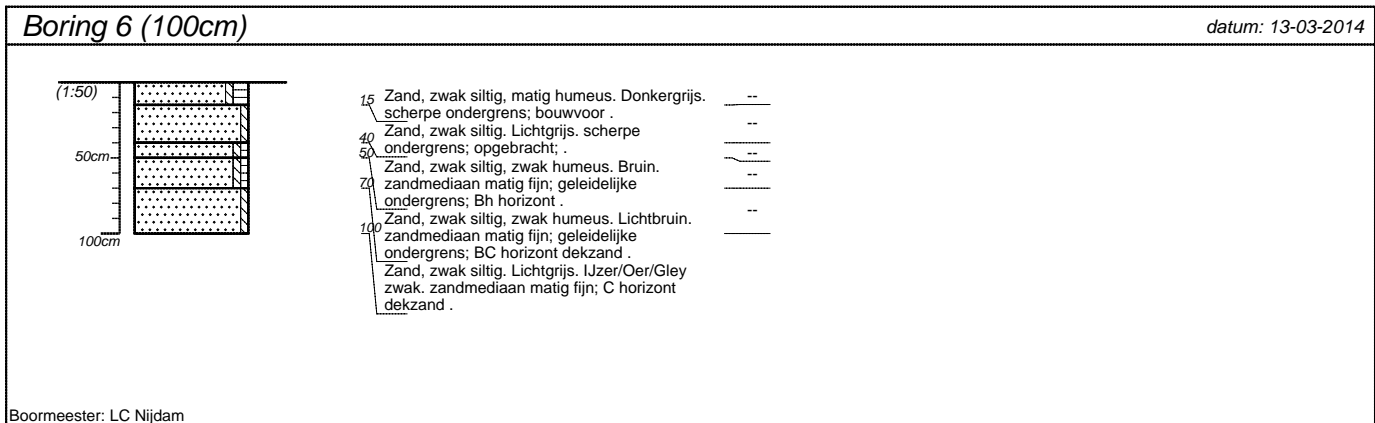 Boring 6 (100cm)
datum: 13-03-2014
(1:50)
50cm
100cm
15 Zand, zwak siltig, matig humeus. Donkergrijs. --
scherpe ondergrens; bouwvoor .
40 Zand, zwak siltig. Lichtgrijs. scherpe --
ondergrens; opgebracht; .
50 Zand, zwak siltig, zwak humeus. Bruin. --
zandmediaan matig fijn; geleidelijke
ondergrens; Bh horizont .
70 Zand, zwak siltig, zwak humeus. Lichtbruin. --
zandmediaan matig fijn; geleidelijke
ondergrens; BC horizont dekzand .
100 Zand, zwak siltig. Lichtgrijs. IJzer/Oer/Gley --
zwak. zandmediaan matig fijn; C horizont
dekzand .
Boormeester: LC Nijdam